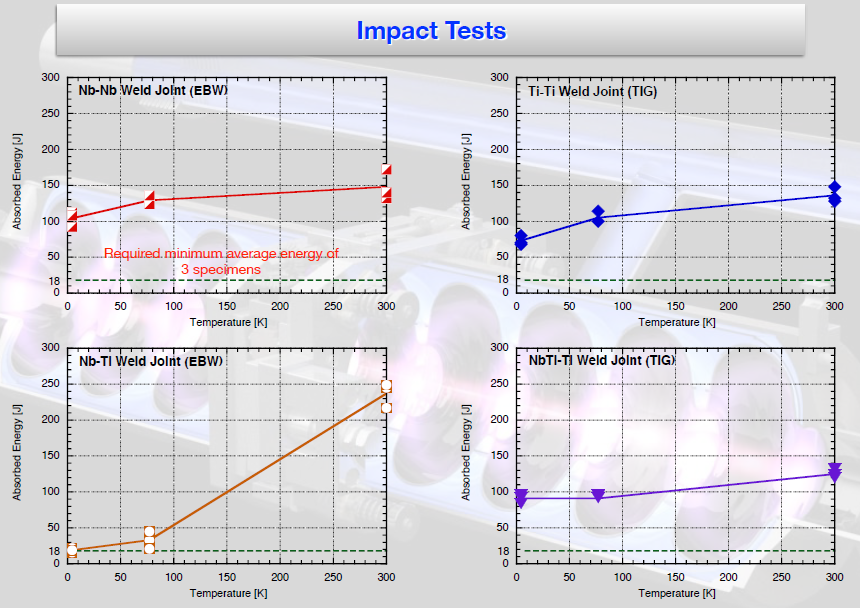 Impact Tests
Nb-Nb Weld Joint (EBW)
300
250
200
150
100
50
18
0
Absorbed Energy [J]
Required minimum average energy of
3 specimens
0 50 100 150 200 250 300
Temperature [K]
Ti-Ti Weld Joint (TIG)
300
250
200
150
100
50
18
0
Absorbed Energy [J]
0 50 100 150 200 250 300
Temperature [K]
Nb-Ti Weld Joint (EBW)
300
250
200
150
100
50
18
0
Absorbed Energy [J]
0 50 100 150 200 250 300
Temperature [K]
NbTi-Ti Weld Joint (TIG)
300
250
200
150
100
50
18
0
Absorbed Energy [J]
0 50 100 150 200 250 300
Temperature [K]